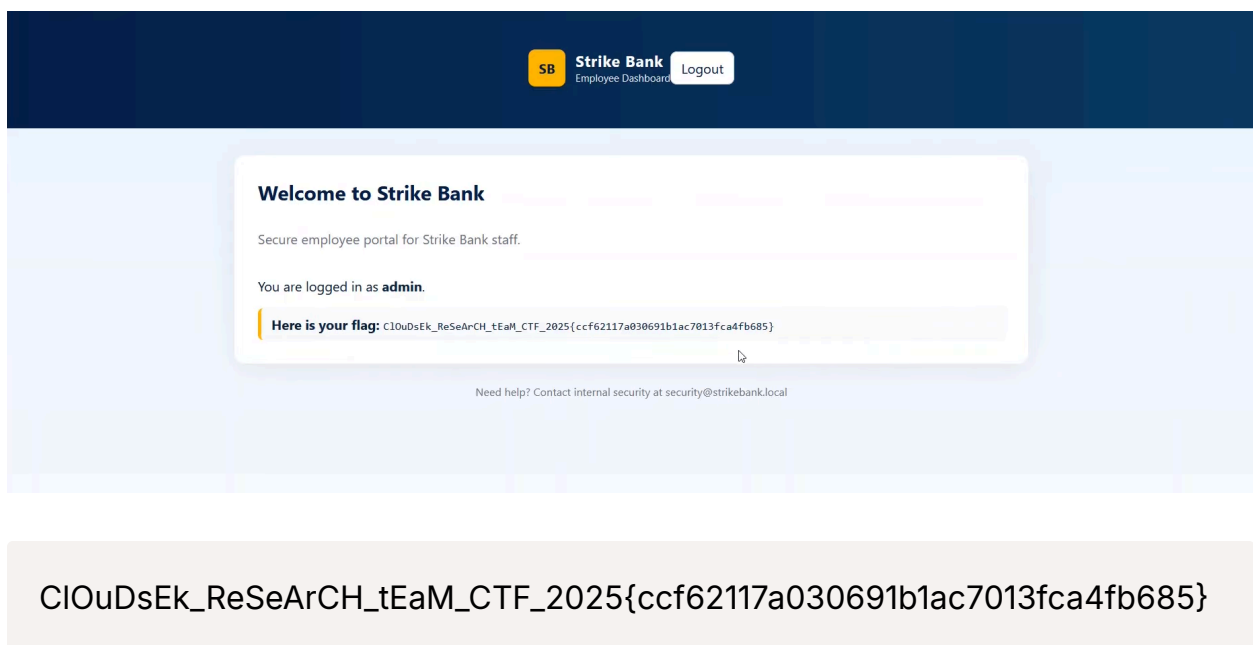 SB
Strike Bank
Employee Dashboard
Logout
Welcome to Strike Bank
Secure employee portal for Strike Bank staff.
You are logged in as admin.
Here is your flag: ClOuDsEk_ReSeArCH_tEaM_CTF_2025{ccf62117a030691b1ac7013fca4fb685}
Need help? Contact internal security at security@strikebank.local
ClOuDsEk_ReSeArCH_tEaM_CTF_2025{ccf62117a030691b1ac7013fca4fb685}